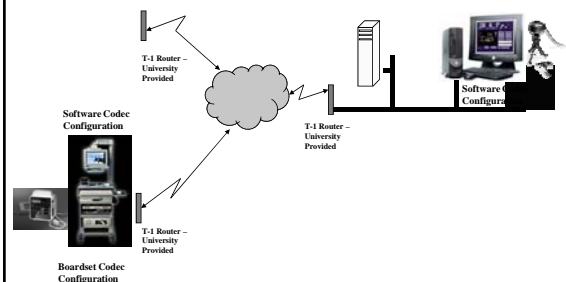 T-1 Router –
University
Provided
Software Codec
Configuration
T-1 Router –
University
Provided
Software
Configura
T-1 Router –
University
Provided
Boardset Codec
Configuration